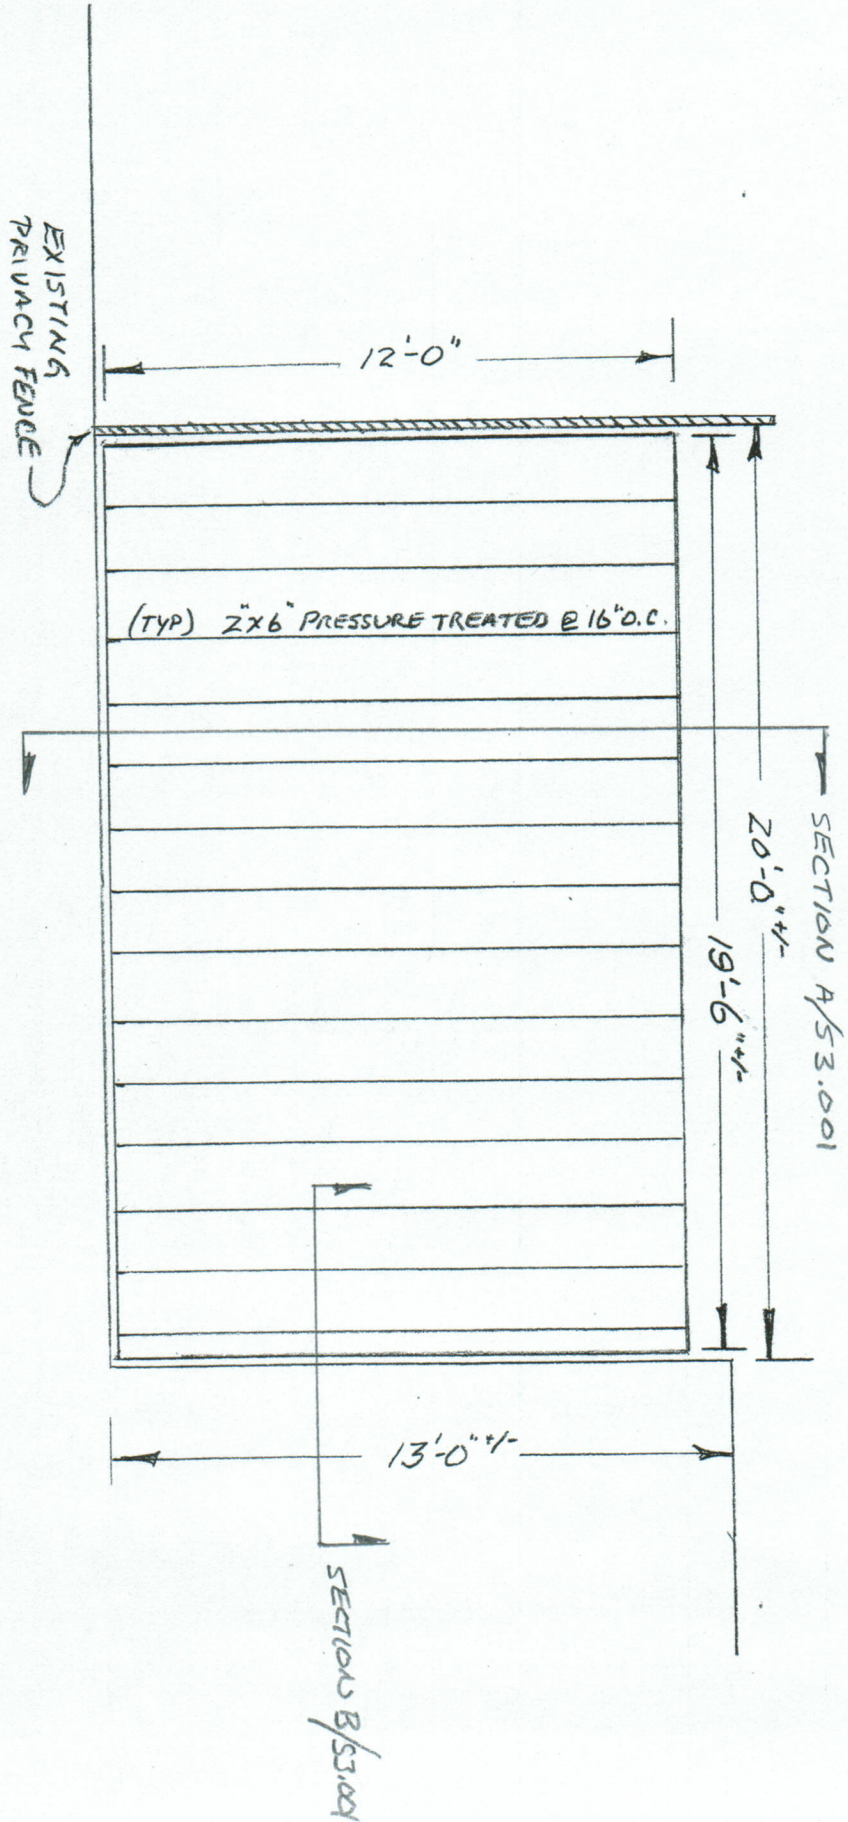 EXISTING
PRIVACY FENCE
12'-0"
(TYP) 2"x6" PRESSURE TREATED @ 16" O.C.
SECTION A/S3.001
20'-0" +/-
19'-6" +/-
13'-0" +/-
SECTION B/S3.001